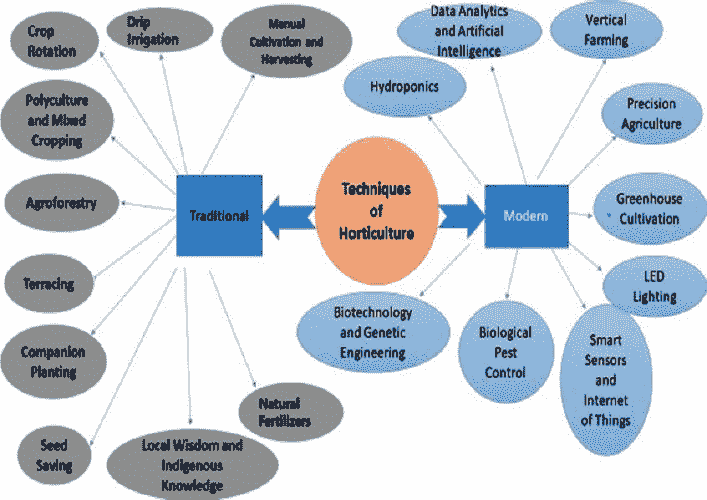 Crop
Rotation
Drip
Irrigation
Manual
Cultivation and
Harvesting
Polyculture
and Mixed
Cropping
Agroforestry
Terracing
Companion
Planting
Seed
Saving
Local Wisdom and
Indigenous
Knowledge
Natural
Fertilizers
Traditional
Techniques
of
Horticulture
Modern
Hydroponics
Data Analytics
and Artificial
Intelligence
Vertical
Farming
Precision
Agriculture
Greenhouse
Cultivation
LED
Lighting
Smart
Sensors
and
Internet
of Things
Biological
Pest
Control
Biotechnology
and Genetic
Engineering